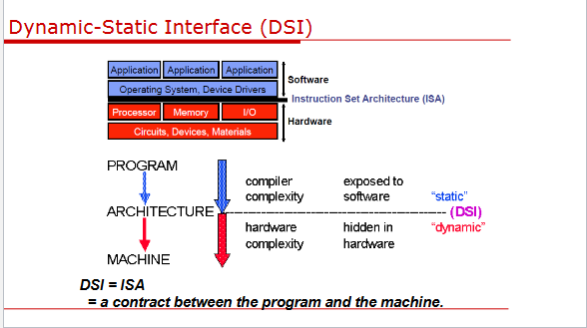 Dynamic-Static Interface (DSI)
Application Application Application
Operating System, Device Drivers
Software
Instruction Set Architecture (ISA)
Processor Memory I/O
Circuits, Devices, Materials
Hardware
PROGRAM
compiler complexity
exposed to software
"static"
ARCHITECTURE
(DSI)
hardware complexity
hidden in hardware
"dynamic"
MACHINE
DSI = ISA
= a contract between the program and the machine.